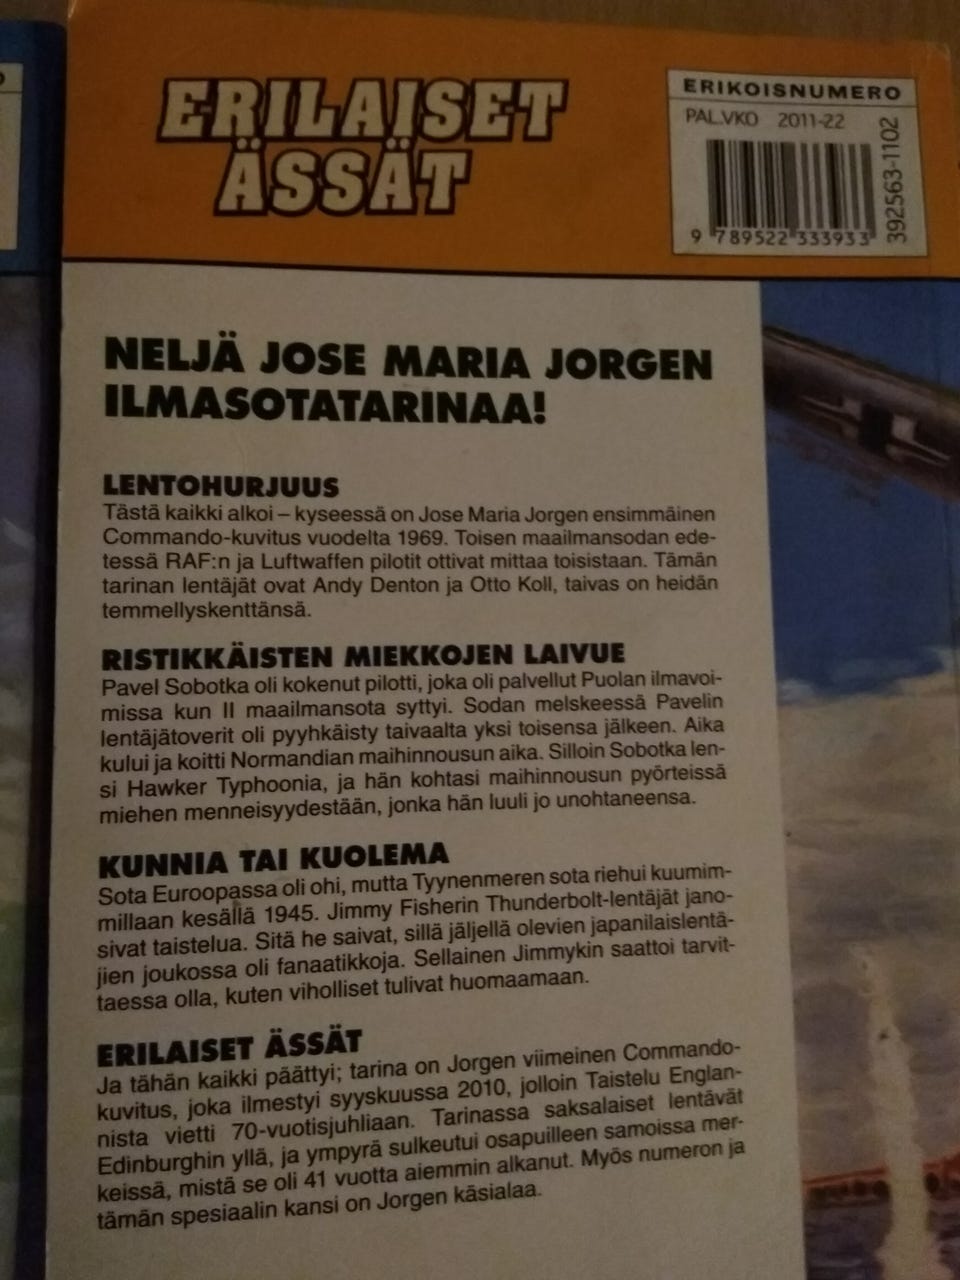 ERILAISET
ÄSSÄT
ERIKOISNUMERO
PAL.VKO 2011-22
392563-1102
9 789522 333933
NELJÄ JOSE MARIA JORGEN
ILMASOTATARINAA!
LENTOHURJUUS
Tästä kaikki alkoi – kyseessä on Jose Maria Jorgen ensimmäinen
Commando-kuvitus vuodelta 1969. Toisen maailmansodan ede-
tessä RAF:n ja Luftwaffen pilotit ottivat mittaa toisistaan. Tämän
tarinan lentäjät ovat Andy Denton ja Otto Koll, taivas on heidän
temmellyskenttänsä.
RISTIKKÄISTEN MIEKKOJEN LAIVUE
Pavel Sobotka oli kokenut pilotti, joka oli palvellut Puolan ilmavoi-
missa kun II maailmansota syttyi. Sodan melskeessä Pavelin
lentäjätoverit oli pyyhkäisty taivaalta yksi toisensa jälkeen. Aika
kului ja koitti Normandian maihinnousun aika. Silloin Sobotka len-
si Hawker Typhoonia, ja hän kohtasi maihinnousun pyörteissä
miehen menneisyydestään, jonka hän luuli jo unohtaneensa.
KUNNIA TAI KUOLEMA
Sota Euroopassa oli ohi, mutta Tyynenmeren sota riehui kuumim-
millaan kesällä 1945. Jimmy Fisherin Thunderbolt-lentäjät jano-
sivat taistelua. Sitä he saivat, sillä jäljellä olevien japanilaislentä-
jien joukossa oli fanaatikkoja. Sellainen Jimmykin saattoi tarvit-
taessa olla, kuten viholliset tulivat huomaamaan.
ERILAISET ÄSSÄT
Ja tähän kaikki päättyi; tarina on Jorgen viimeinen Commando-
kuvitus, joka ilmestyi syyskuussa 2010, jolloin Taistelu Englan-
nista vietti 70-vuotisjuhliaan. Tarinassa saksalaiset lentävät
Edinburghin yllä, ja ympyrä sulkeutui osapuilleen samoissa mer-
keissä, mistä se oli 41 vuotta aiemmin alkanut. Myös numeron ja
tämän spesiaalin kansi on Jorgen käsialaa.